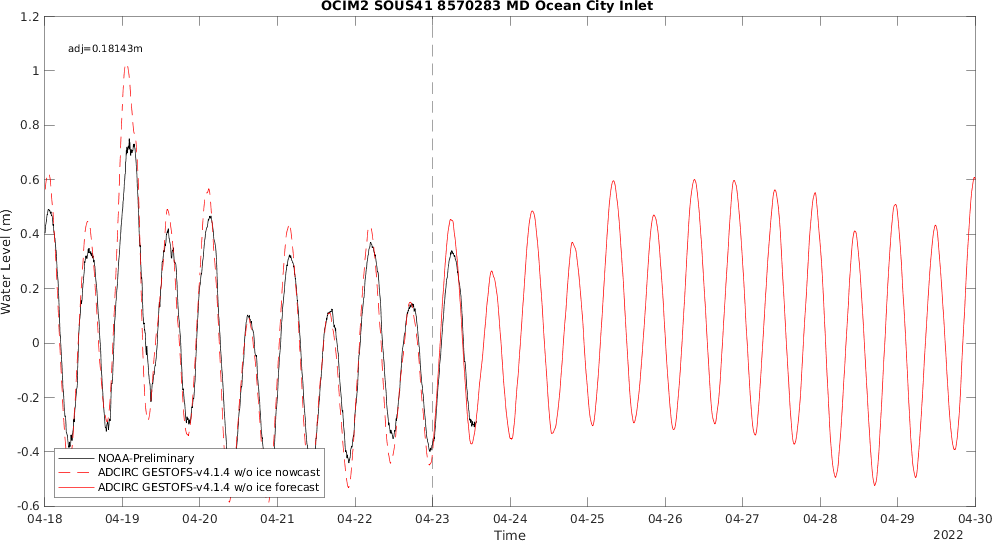 OCIM2 SOUS41 8570283 MD Ocean City Inlet
adj=0.18143m
Water Level (m)
1.2
1
0.8
0.6
0.4
0.2
0
-0.2
-0.4
-0.6
NOAA-Preliminary
ADCIRC GESTOFS-v4.1.4 w/o ice nowcast
ADCIRC GESTOFS-v4.1.4 w/o ice forecast
04-18 04-19 04-20 04-21 04-22 04-23 04-24 04-25 04-26 04-27 04-28 04-29 04-30
Time
2022